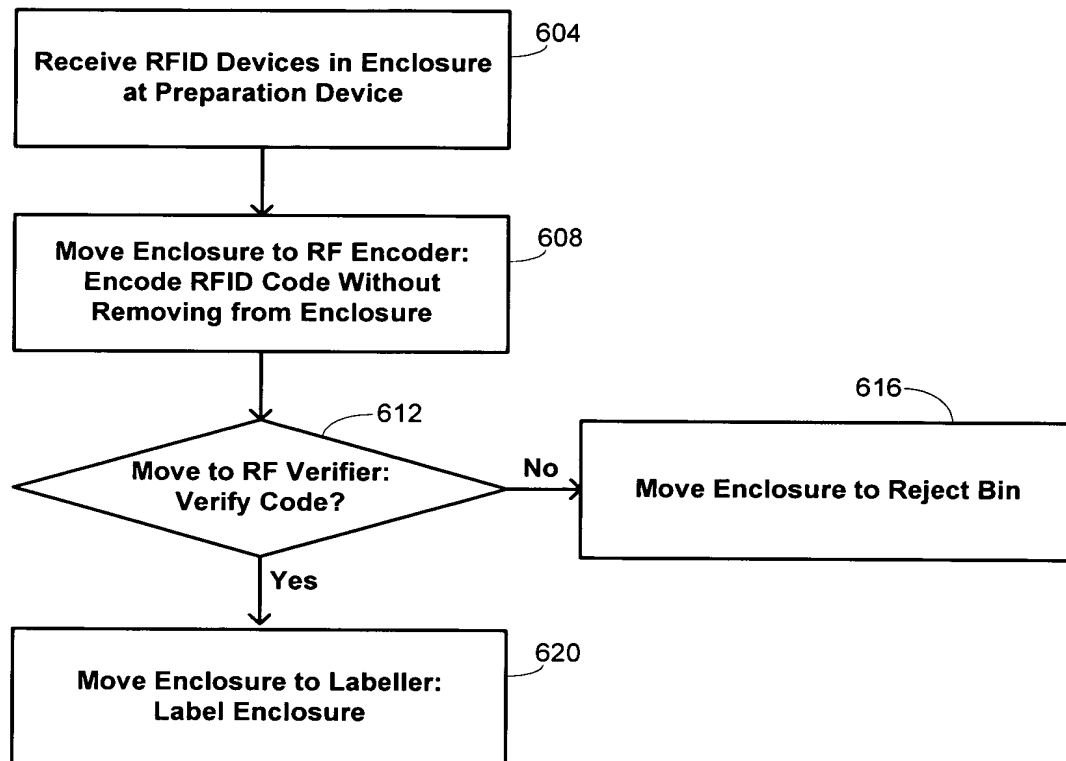 604
Receive RFID Devices in Enclosure
at Preparation Device
608
Move Enclosure to RF Encoder:
Encode RFID Code Without
Removing from Enclosure
612
Move to RF Verifier:
Verify Code?
No
616
Move Enclosure to Reject Bin
Yes
620
Move Enclosure to Labeller:
Label Enclosure